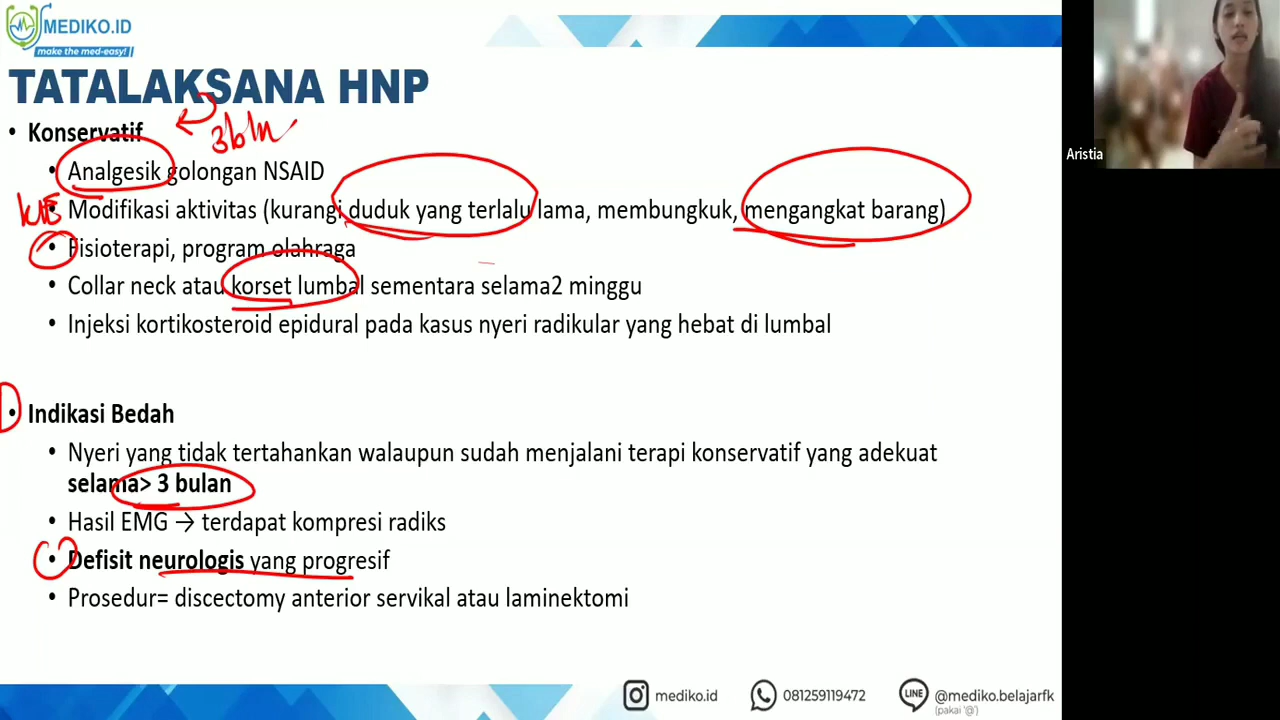 MEDIKO.ID
make the med-easy!
TATALAKSANA HNP
• Konservatif
3bln
• Analgesik golongan NSAID
KIE
• Modifikasi aktivitas (kurangi duduk yang terlalu lama, membungkuk, mengangkat barang)
• Fisioterapi, program olahraga
• Collar neck atau korset lumbal sementara selama2 minggu
• Injeksi kortikosteroid epidural pada kasus nyeri radikular yang hebat di lumbal
• Indikasi Bedah
• Nyeri yang tidak tertahankan walaupun sudah menjalani terapi konservatif yang adekuat
selama> 3 bulan
• Hasil EMG → terdapat kompresi radiks
• Defisit neurologis yang progresif
• Prosedur= discectomy anterior servikal atau laminektomi
Aristia
mediko.id
081259119472
LINE
@mediko.belajarfk
(pakai '@')